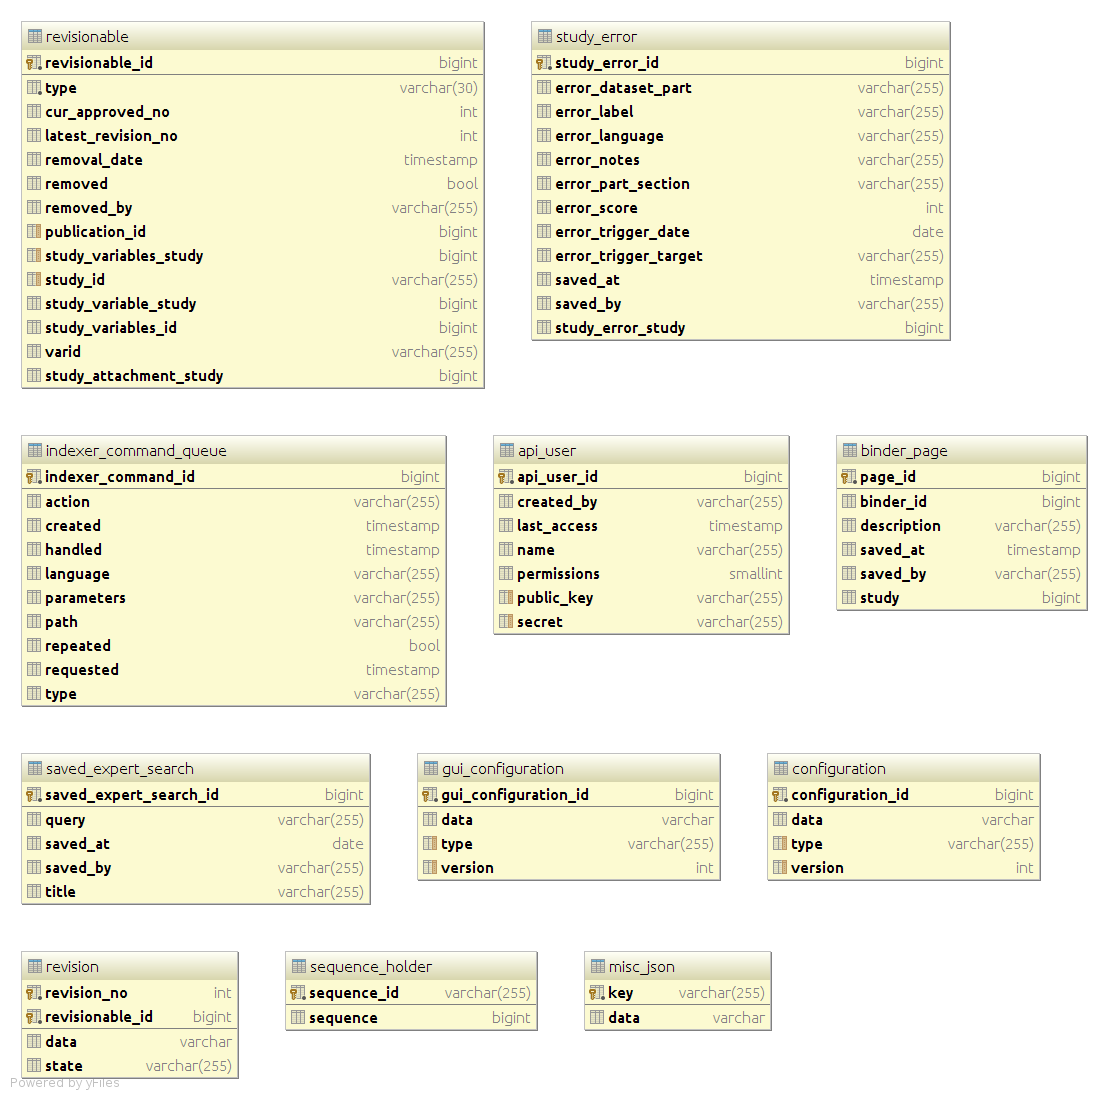 revisionable
revisionable_id bigint
type varchar(30)
cur_approved_no int
latest_revision_no int
removal_date timestamp
removed bool
removed_by varchar(255)
publication_id bigint
study_variables_study bigint
study_id varchar(255)
study_variable_study bigint
study_variables_id bigint
varid varchar(255)
study_attachment_study bigint
study_error
study_error_id bigint
error_dataset_part varchar(255)
error_label varchar(255)
error_language varchar(255)
error_notes varchar(255)
error_part_section varchar(255)
error_score int
error_trigger_date date
error_trigger_target varchar(255)
saved_at timestamp
saved_by varchar(255)
study_error_study bigint
indexer_command_queue
indexer_command_id bigint
action varchar(255)
created timestamp
handled timestamp
language varchar(255)
parameters varchar(255)
path varchar(255)
repeated bool
requested timestamp
type varchar(255)
api_user
api_user_id bigint
created_by varchar(255)
last_access timestamp
name varchar(255)
permissions smallint
public_key varchar(255)
secret varchar(255)
binder_page
page_id bigint
binder_id bigint
description varchar(255)
saved_at timestamp
saved_by varchar(255)
study bigint
saved_expert_search
saved_expert_search_id bigint
query varchar(255)
saved_at date
saved_by varchar(255)
title varchar(255)
gui_configuration
gui_configuration_id bigint
data varchar
type varchar(255)
version int
configuration
configuration_id bigint
data varchar
type varchar(255)
version int
revision
revision_no int
revisionable_id bigint
data varchar
state varchar(255)
sequence_holder
sequence_id varchar(255)
sequence bigint
misc_json
key varchar(255)
data varchar
Powered by yFiles